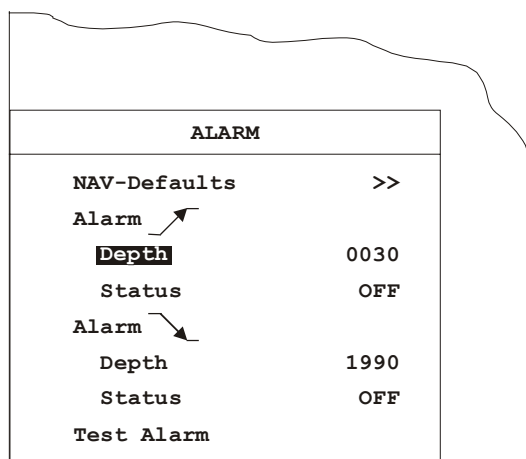 ALARM
NAV-Defaults >>
Alarm
Depth 0030
Status OFF
Alarm
Depth 1990
Status OFF
Test Alarm